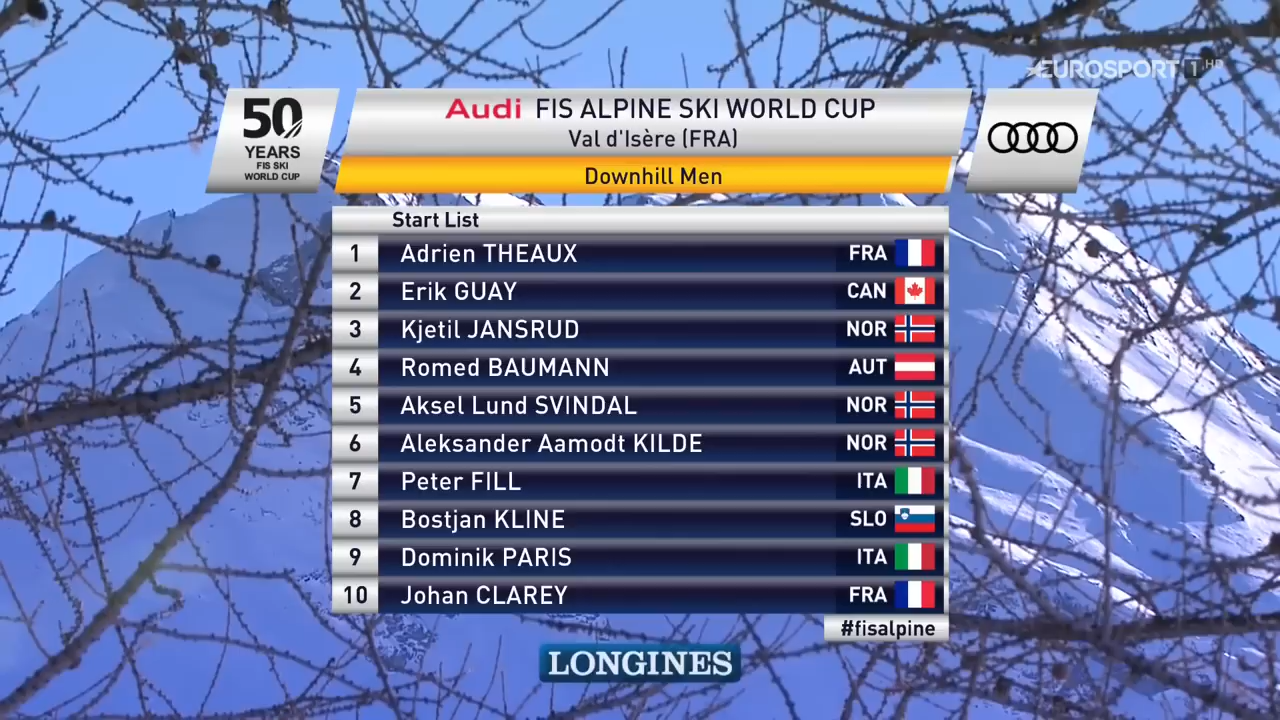 EUROSPORT 1 HD
50
YEARS
FIS SKI
WORLD CUP
Audi FIS ALPINE SKI WORLD CUP
Val d'Isère (FRA)
Downhill Men
Start List
1 Adrien THEAUX FRA
2 Erik GUAY CAN
3 Kjetil JANSRUD NOR
4 Romed BAUMANN AUT
5 Aksel Lund SVINDAL NOR
6 Aleksander Aamodt KILDE NOR
7 Peter FILL ITA
8 Bostjan KLINE SLO
9 Dominik PARIS ITA
10 Johan CLAREY FRA
#fisalpine
LONGINES